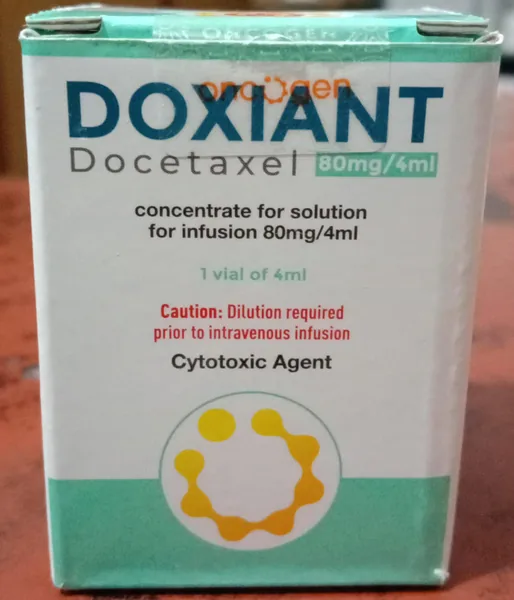 ONCOGEN
oncogen
DOXIANT
Docetaxel 80mg/4ml
concentrate for solution
for infusion 80mg/4ml
1 vial of 4ml
Caution: Dilution required
prior to intravenous infusion
Cytotoxic Agent